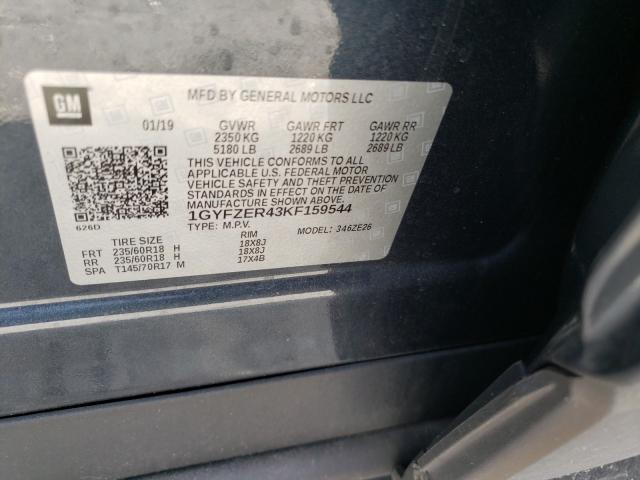 GM
MFD BY GENERAL MOTORS LLC
01/19 GVWR GAWR FRT GAWR RR
2350 KG 1220 KG 1220 KG
5180 LB 2689 LB 2689 LB
THIS VEHICLE CONFORMS TO ALL
APPLICABLE U.S. FEDERAL MOTOR
VEHICLE SAFETY AND THEFT PREVENTION
STANDARDS IN EFFECT ON THE DATE OF
MANUFACTURE SHOWN ABOVE.
1GYFZER43KF159544
626D TYPE: M.P.V. MODEL: 346ZE26
TIRE SIZE RIM
FRT 235/60R18 H 18X8J
RR 235/60R18 H 18X8J
SPA T145/70R17 M 17X4B